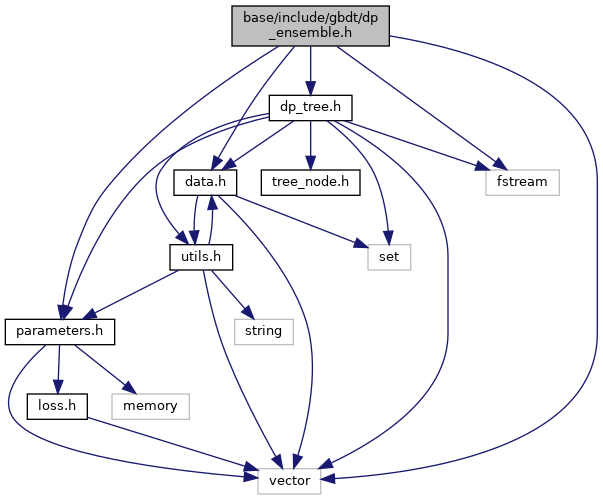 base/include/gbdt/dp
_ensemble.h
dp_tree.h
data.h
tree_node.h
fstream
utils.h
set
parameters.h
string
loss.h
memory
vector